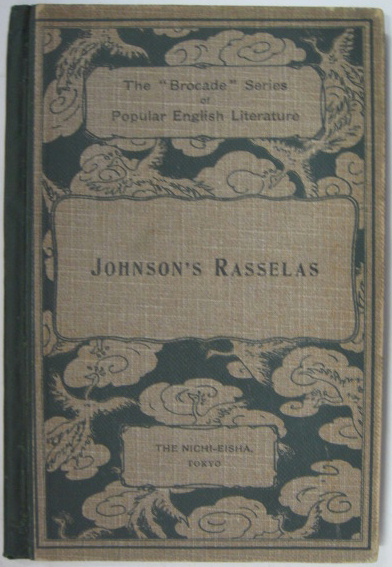 The "Brocade" Series
of
Popular English Literature
JOHNSON'S RASSELAS
THE NICHI-EISHA,
TOKYO